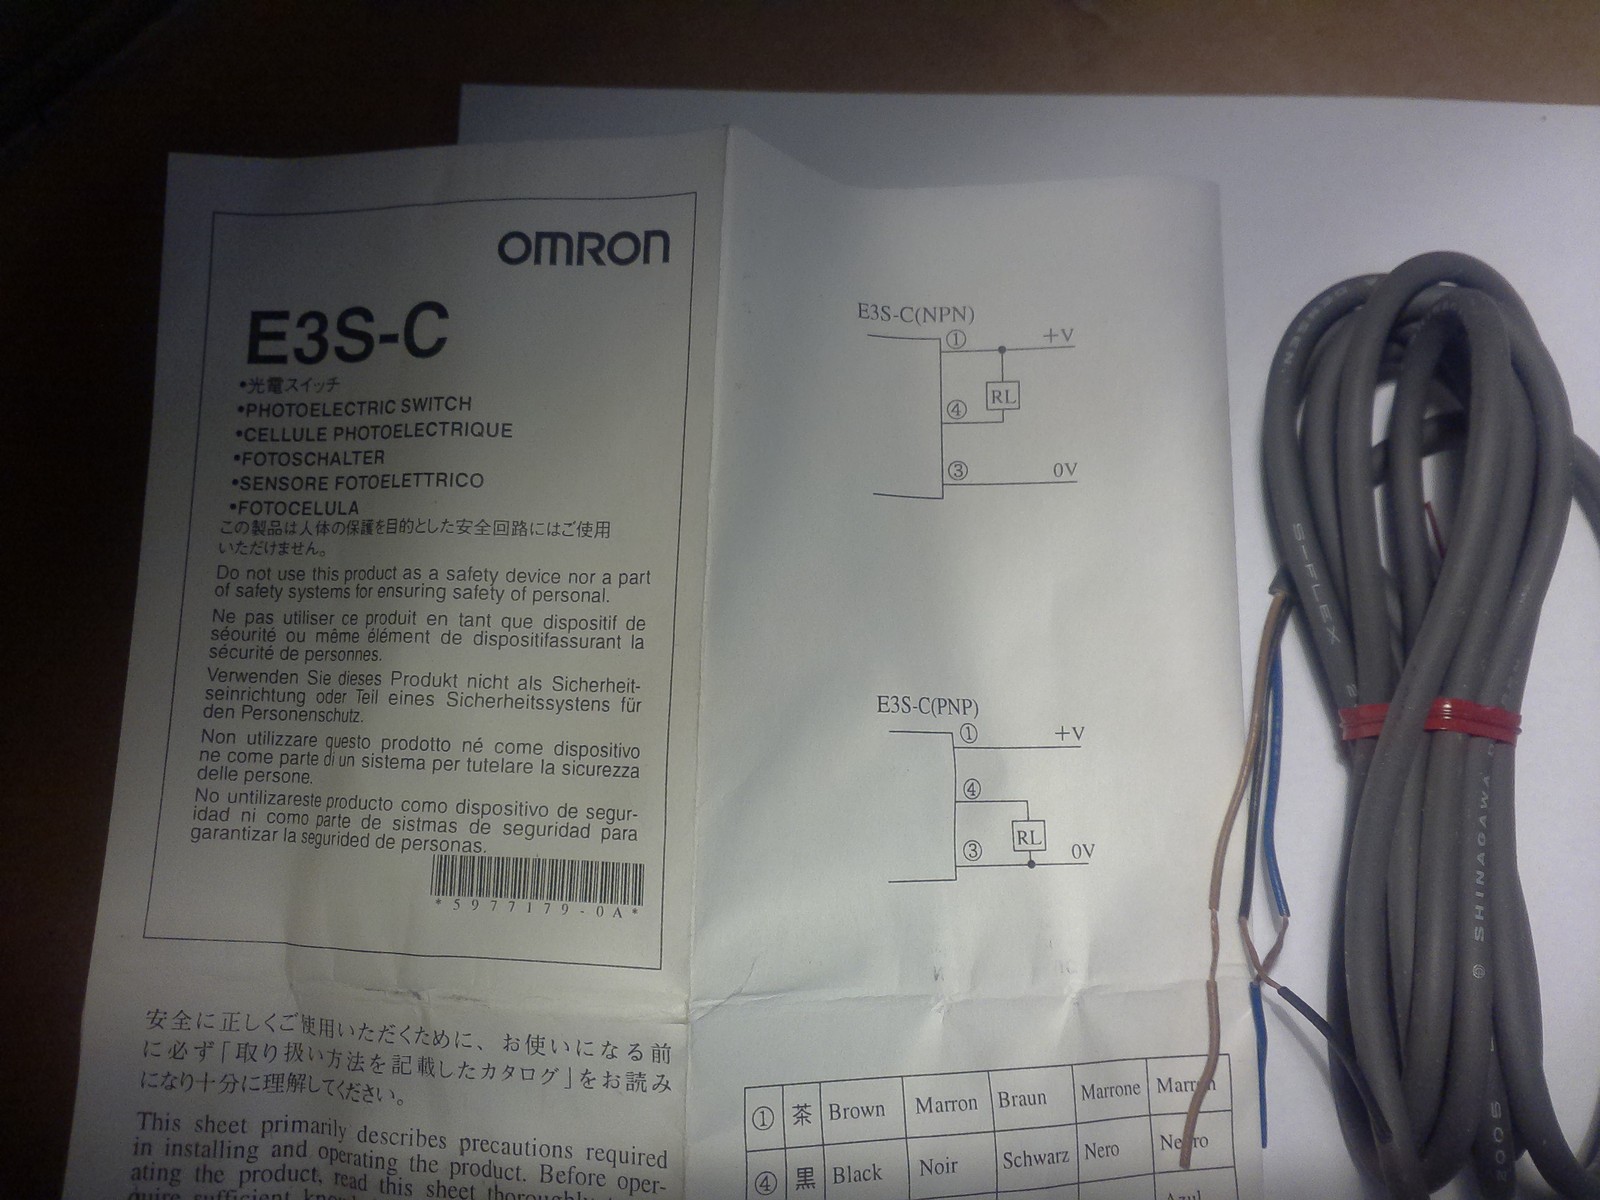 OMRON
E3S-C
•光電スイッチ
•PHOTOELECTRIC SWITCH
•CELLULE PHOTOELECTRIQUE
•FOTOSCHALTER
•SENSORE FOTOELETTRICO
•FOTOCELULA
この製品は人体の保護を目的とした安全回路にはご使用
いただけません。
Do not use this product as a safety device nor a part
of safety systems for ensuring safety of personal.
Ne pas utiliser ce produit en tant que dispositif de
séourité ou même élément de dispositifassurant la
sécurité de personnes.
Verwenden Sie dieses Produkt nicht als Sicherheit-
seinrichtung oder Teil eines Sicherheitssystens für
den Personenschutz.
Non utilizzare questo prodotto né come dispositivo
ne come parte di un sistema per tutelare la sicurezza
delle persone.
No untilizareste producto como dispositivo de segur-
idad ni como parte de sistmas de seguridad para
garantizar la segurided de personas.
*5977179-0A*
安全に正しくご使用いただくために、お使いになる前
に必ず「取り扱い方法を記載したカタログ」をお読み
になり十分に理解してください。
This sheet primarily describes precautions required
in installing and operating the product. Before oper-
ating the product, read this sheet thoroughly
E3S-C(NPN)
① +V
RL
④
③ 0V
E3S-C(PNP)
① +V
④
RL
③ 0V
① 茶 Brown Marron Braun Marrone Marron
④ 黒 Black Noir Schwarz Nero Negro
Azul
S-FLEX
@ SHINAGAWA
2005